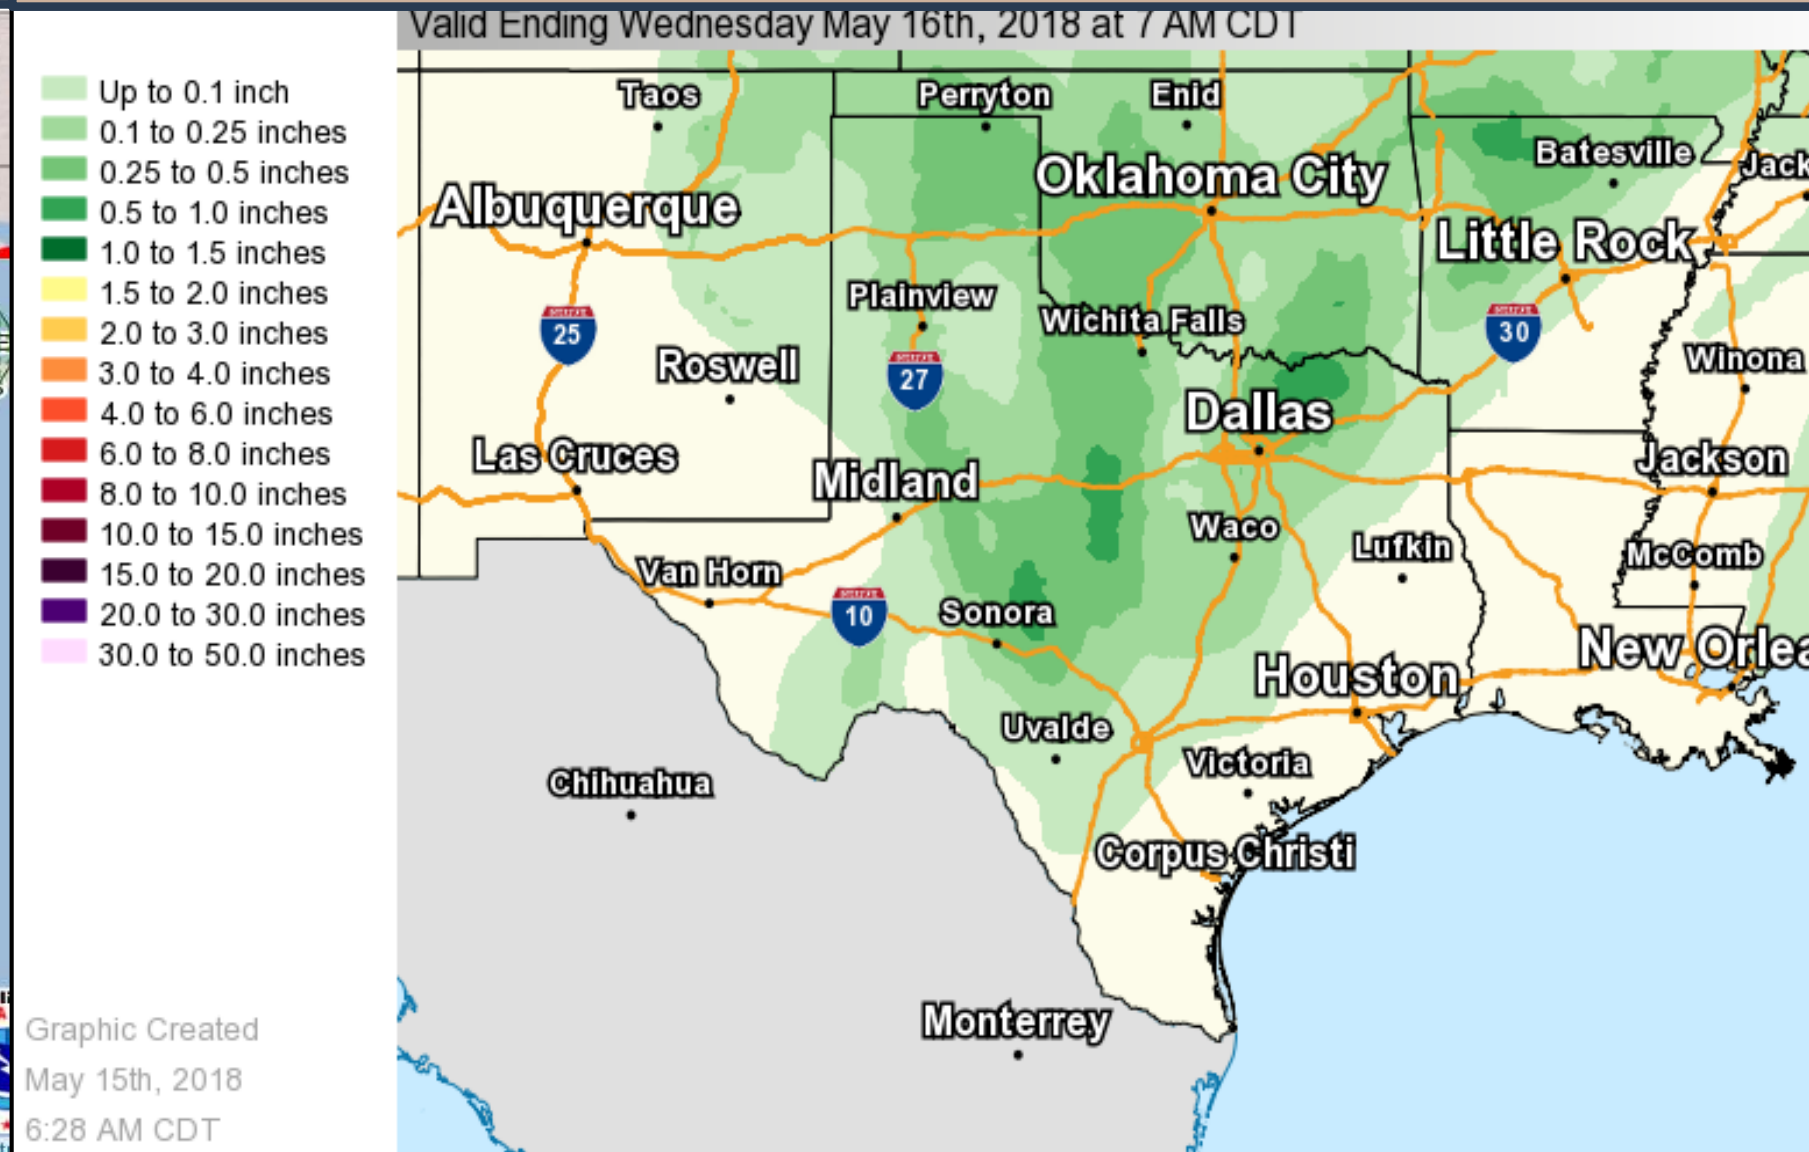 Valid Ending Wednesday May 16th, 2018 at 7 AM CDT
Up to 0.1 inch
0.1 to 0.25 inches
0.25 to 0.5 inches
0.5 to 1.0 inches
1.0 to 1.5 inches
1.5 to 2.0 inches
2.0 to 3.0 inches
3.0 to 4.0 inches
4.0 to 6.0 inches
6.0 to 8.0 inches
8.0 to 10.0 inches
10.0 to 15.0 inches
15.0 to 20.0 inches
20.0 to 30.0 inches
30.0 to 50.0 inches
Graphic Created
May 15th, 2018
6:28 AM CDT
Taos
Perryton
Enid
Batesville
Jack
Oklahoma City
Albuquerque
Little Rock
Plainview
Wichita Falls
25
30
Roswell
27
Winona
Dallas
Las Cruces
Midland
Jackson
Waco
Lufkin
McComb
Van Horn
10
Sonora
New Orlea
Houston
Uvalde
Victoria
Chihuahua
Corpus Christi
Monterrey